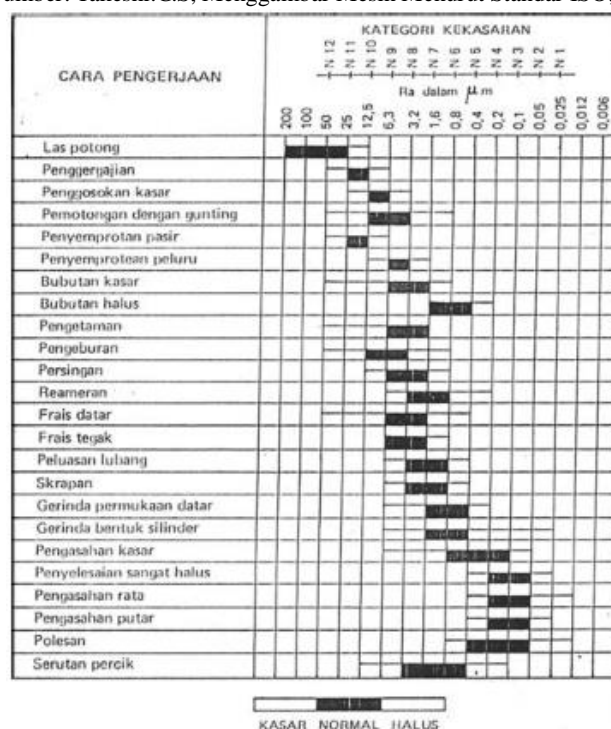 umber: Takeshi.G.S, Menggambar Mesin Menurut Standar ISO,
CARA PENGERJAAN
KATEGORI KEKASARAN
N 12 N 11 N 10 N 9 N 8 N 7 N 6 N 5 N 4 N 3 N 2 N 1
Ra dalam μm
200 100 50 25 12,5 6,3 3,2 1,6 0,8 0,4 0,2 0,1 0,05 0,025 0,012 0,006
Las potong
Penggergajian
Penggosokan kasar
Pemotongan dengan gunting
Penyemprotan pasir
Penyemprotean peluru
Bubutan kasar
Bubutan halus
Pengetaman
Pengeburan
Persingan
Reameran
Frais datar
Frais tegak
Peluasan lubang
Skrapan
Gerinda permukaan datar
Gerinda bentuk silinder
Pengasahan kasar
Penyelesaian sangat halus
Pengasahan rata
Pengasahan putar
Polesan
Serutan percik
KASAR NORMAL HALUS